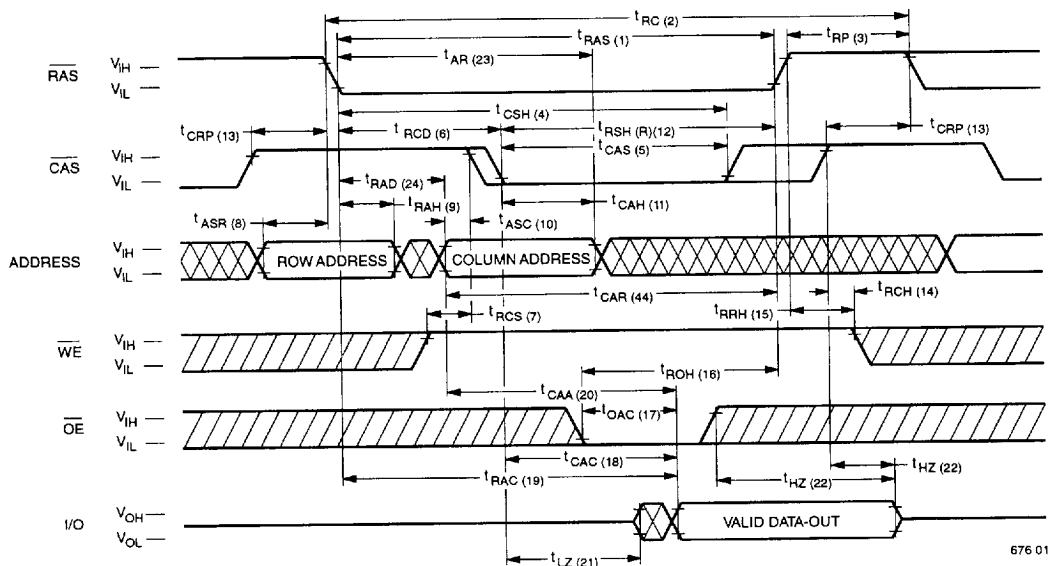 tRC (2)
tRAS (1)
tRP (3)
tAR (23)
RAS
VIH
VIL
tCSH (4)
tCRP (13)
tRCD (6)
tRSH (R)(12)
tCRP (13)
tCAS (5)
CAS
VIH
VIL
tRAD (24)
tRAH (9)
tCAH (11)
tASR (8)
tASC (10)
ADDRESS
VIH
VIL
ROW ADDRESS
COLUMN ADDRESS
tCAR (44)
tRCH (14)
tRCS (7)
tRRH (15)
WE
VIH
VIL
tROH (16)
tCAA (20)
tOAC (17)
OE
VIH
VIL
tCAC (18)
tHZ (22)
tRAC (19)
tHZ (22)
I/O
VOH
VOL
VALID DATA-OUT
676 01
tLZ (21)